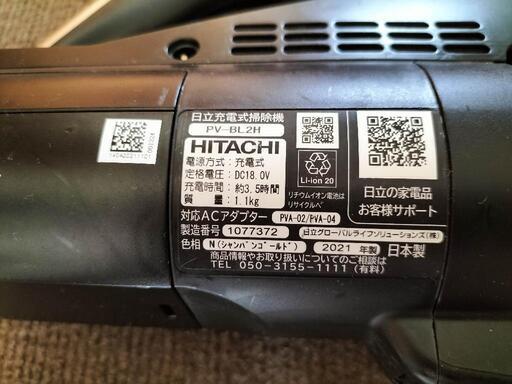 日立充電式掃除機
PV-BL2H
HITACHI
電源方式:充電式
定格電圧:DC18.0V
充電時間:約3.5時間
質量:1.1kg
Li-ion 20
リチウムイオン電池は
リサイクルへ
日立の家電品
お客様サポート
対応ACアダプター PVA-02/PVA-04
製造番号 1077372
日立グローバルライフソリューションズ(株)
色相 N(シャンパンゴールド) 2021 年製 日本製
商品情報やお取り扱いについてのご相談は
TEL 050-3155-1111(有料)